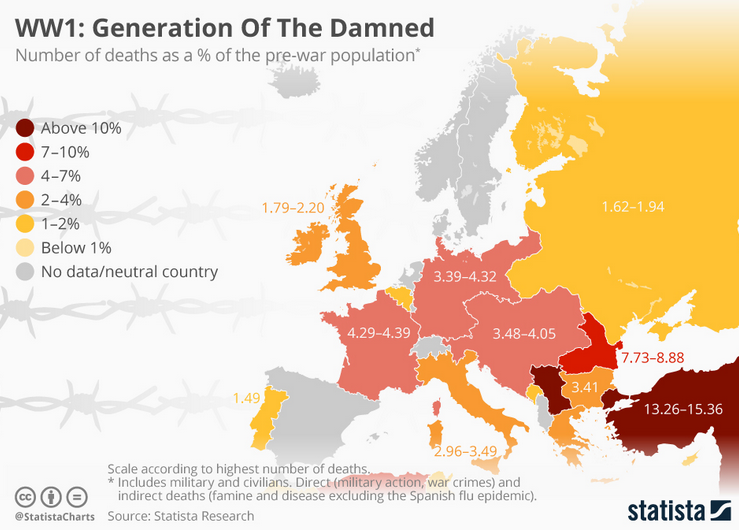 WW1: Generation Of The Damned
Number of deaths as a % of the pre-war population*
Above 10%
7–10%
4–7%
2–4%
1–2%
Below 1%
No data/neutral country
1.79–2.20
1.62–1.94
3.39–4.32
4.29–4.39
3.48–4.05
7.73–8.88
1.49
3.41
13.26–15.36
2.96–3.49
Scale according to highest number of deaths.
* Includes military and civilians. Direct (military action, war crimes) and
indirect deaths (famine and disease excluding the Spanish flu epidemic).
@StatistaCharts Source: Statista Research
statista